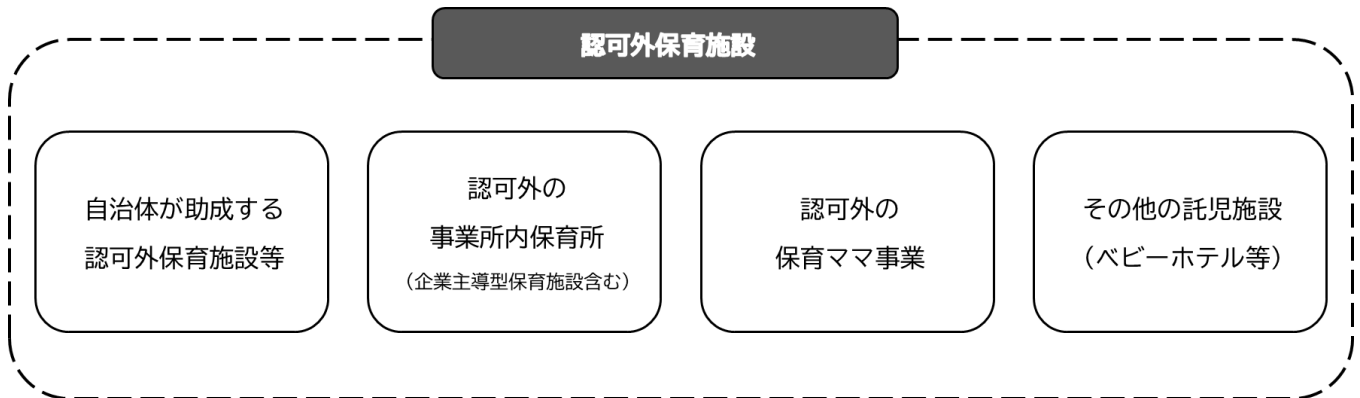 認可外保育施設
自治体が助成する
認可外保育施設等
認可外の
事業所内保育所
（企業主導型保育施設含む）
認可外の
保育ママ事業
その他の託児施設
（ベビーホテル等）